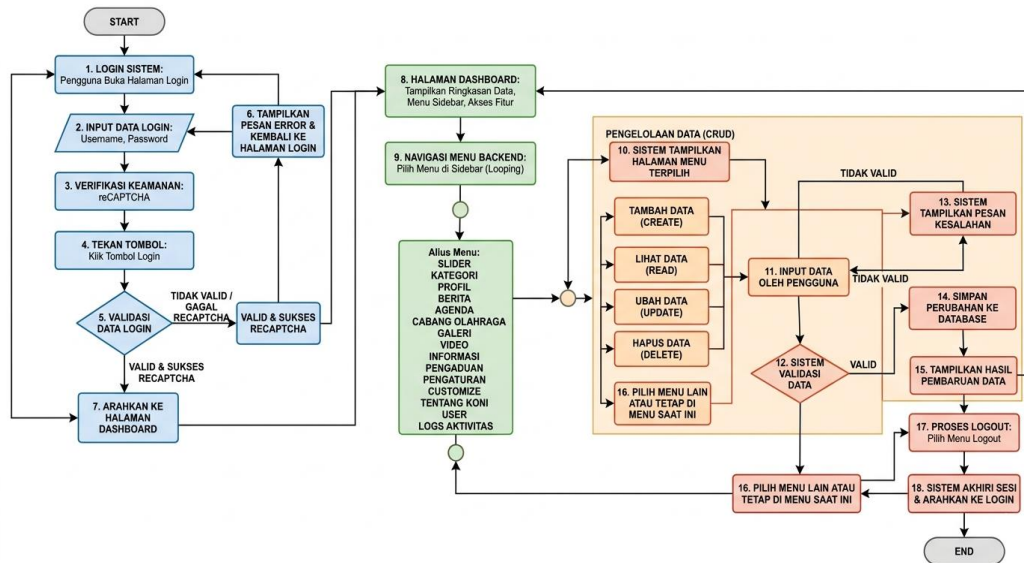 START
1. LOGIN SISTEM:
Pengguna Buka Halaman Login
2. INPUT DATA LOGIN:
Username, Password
3. VERIFIKASI KEAMANAN:
reCAPTCHA
4. TEKAN TOMBOL:
Klik Tombol Login
5. VALIDASI
DATA LOGIN
TIDAK VALID /
GAGAL
RECAPTCHA
VALID & SUKSES
RECAPTCHA
6. TAMPILKAN
PESAN ERROR &
KEMBALI KE
HALAMAN LOGIN
VALID & SUKSES
RECAPTCHA
7. ARAHKAN KE
HALAMAN
DASHBOARD
8. HALAMAN DASHBOARD:
Tampilkan Ringkasan Data,
Menu Sidebar, Akses Fitur
9. NAVIGASI MENU BACKEND:
Pilih Menu di Sidebar (Looping)
Alius Menu:
SLIDER
KATEGORI
PROFIL
BERITA
AGENDA
CABANG OLAHRAGA
GALERI
VIDEO
INFORMASI
PENGADUAN
PENGATURAN
CUSTOMIZE
TENTANG KONI
USER
LOGS AKTIVITAS
PENGELOLAAN DATA (CRUD)
10. SISTEM TAMPILKAN
HALAMAN MENU
TERPILIH
TAMBAH DATA
(CREATE)
LIHAT DATA
(READ)
UBAH DATA
(UPDATE)
HAPUS DATA
(DELETE)
16. PILIH MENU LAIN
ATAU TETAP DI
MENU SAAT INI
11. INPUT DATA
OLEH PENGGUNA
12. SISTEM
VALIDASI
DATA
TIDAK VALID
13. SISTEM
TAMPILKAN PESAN
KESALAHAN
TIDAK VALID
VALID
14. SIMPAN
PERUBAHAN KE
DATABASE
15. TAMPILKAN HASIL
PEMBARUAN DATA
16. PILIH MENU LAIN ATAU
TETAP DI MENU SAAT INI
17. PROSES LOGOUT:
Pilih Menu Logout
18. SISTEM AKHIRI SESI
& ARAHKAN KE LOGIN
END